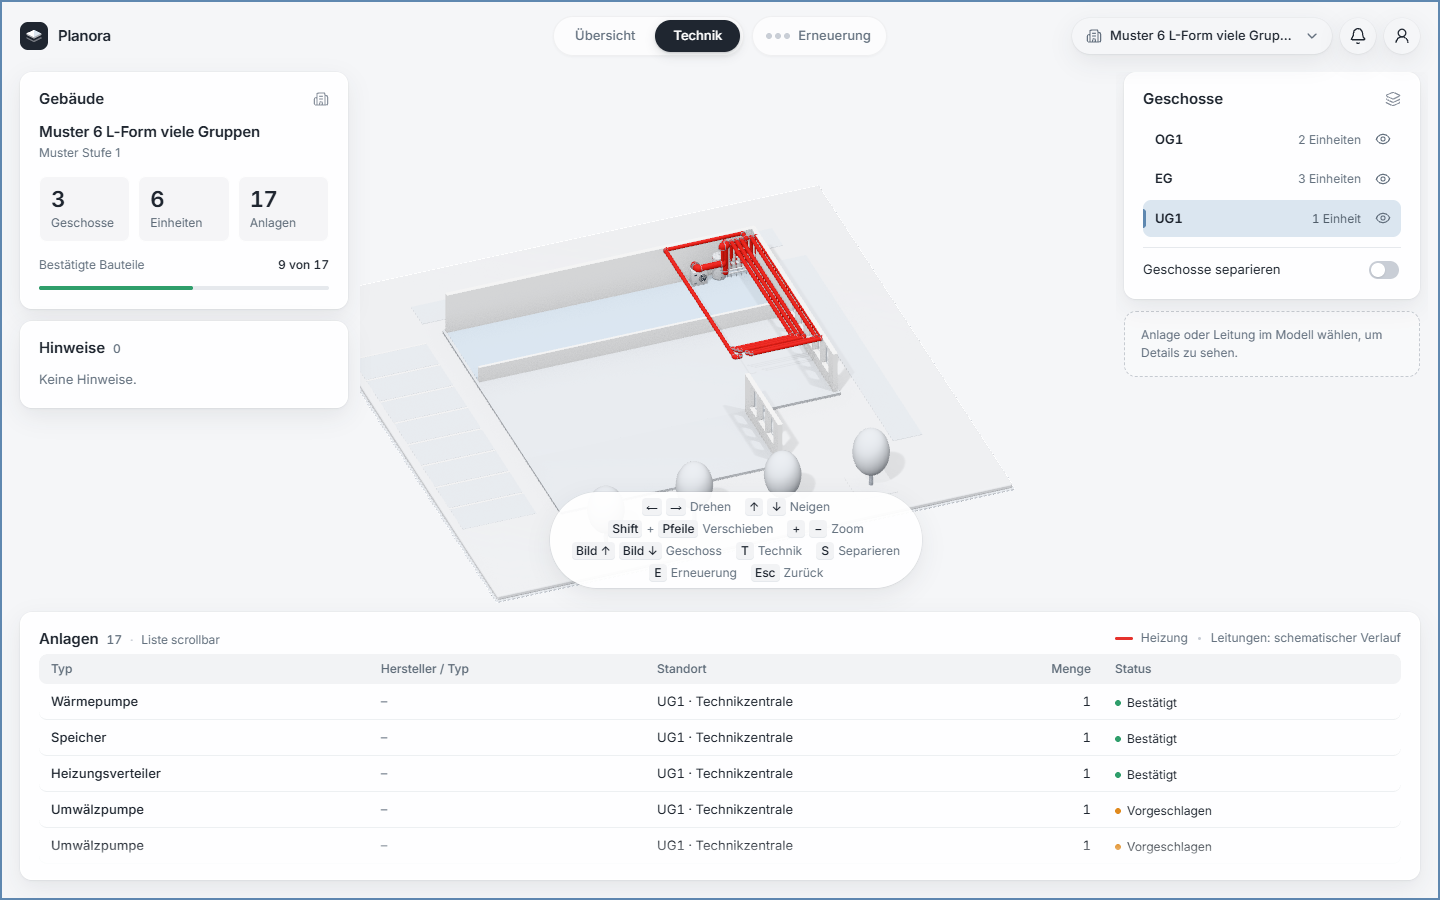 Planora
Übersicht
Technik
Erneuerung
Muster 6 L-Form viele Grup...
Gebäude
Muster 6 L-Form viele Gruppen
Muster Stufe 1
3 6 17
Geschosse Einheiten Anlagen
Bestätigte Bauteile 9 von 17
Hinweise 0
Keine Hinweise.
Geschosse
OG1 2 Einheiten
EG 3 Einheiten
UG1 1 Einheit
Geschosse separieren
Anlage oder Leitung im Modell wählen, um
Details zu sehen.
← → Drehen ↑ ↓ Neigen
Shift + Pfeile Verschieben + − Zoom
Bild ↑ Bild ↓ Geschoss T Technik S Separieren
E Erneuerung Esc Zurück
Anlagen 17 · Liste scrollbar
Heizung • Leitungen: schematischer Verlauf
Typ Hersteller / Typ Standort Menge Status
Wärmepumpe – UG1 · Technikzentrale 1 Bestätigt
Speicher – UG1 · Technikzentrale 1 Bestätigt
Heizungsverteiler – UG1 · Technikzentrale 1 Bestätigt
Umwälzpumpe – UG1 · Technikzentrale 1 Vorgeschlagen
Umwälzpumpe – UG1 · Technikzentrale 1 Vorgeschlagen